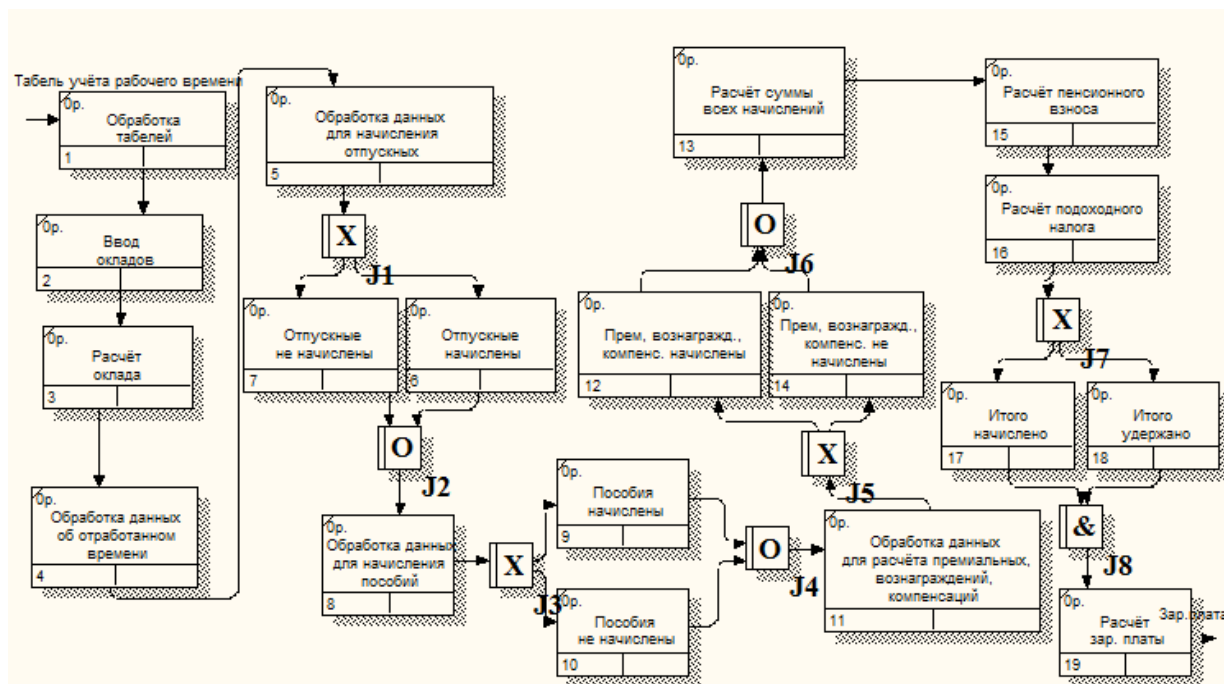 Табель учёта рабочего времени
0р.
Обработка
табелей
1
0р.
Ввод
окладов
2
0р.
Расчёт
оклада
3
0р.
Обработка данных
об отработанном
времени
4
0р.
Обработка данных
для начисления
отпускных
5
X
J1
0р.
Отпускные
не начислены
7
0р.
Отпускные
начислены
6
O
J2
0р.
Обработка данных
для начисления
пособий
8
X
J3
0р.
Пособия
начислены
9
0р.
Пособия
не начислены
10
O
J4
0р.
Обработка данных
для расчёта премиальных,
вознаграждений,
компенсаций
11
X
J5
0р.
Прем, вознагражд.,
компенс. начислены
12
0р.
Прем, вознагражд.,
компенс. не
начислены
14
O
J6
0р.
Расчёт суммы
всех начислений
13
0р.
Расчёт пенсионного
взноса
15
0р.
Расчёт подоходного
налога
16
X
J7
0р.
Итого
начислено
17
0р.
Итого
удержано
18
&
J8
0р.
Расчёт
зар. платы
19
Зар.плата